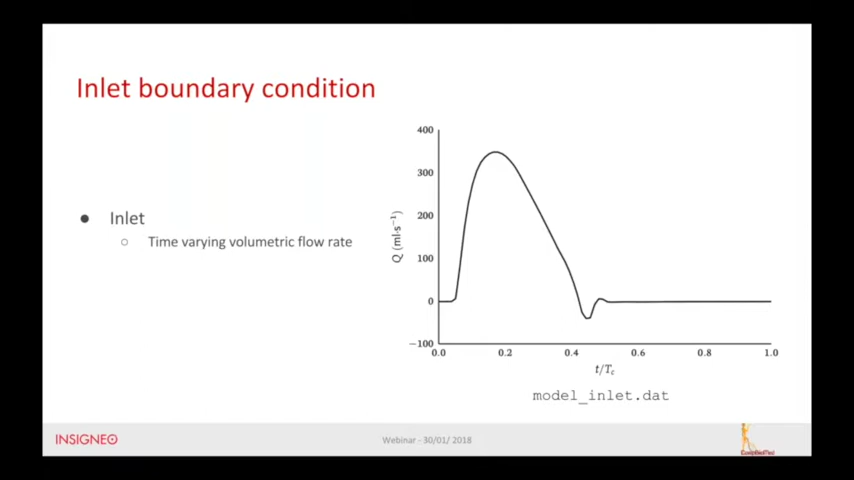 Inlet boundary condition
● Inlet
○ Time varying volumetric flow rate
400
300
200
100
0
−100
Q (ml·s⁻¹)
0.0 0.2 0.4 0.6 0.8 1.0
t/Tc
model_inlet.dat
INSIGNEO
Webinar - 30/01/ 2018
CompBioMed